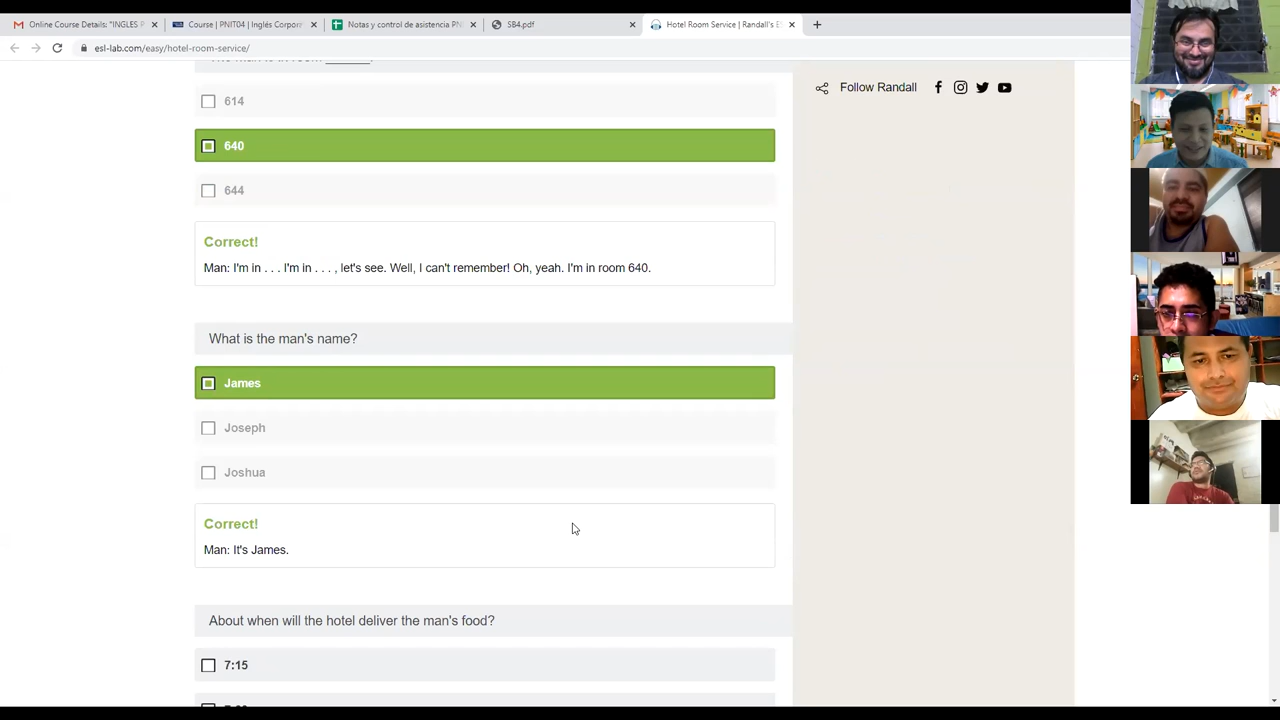 Online Course Details: "INGLES P
Course | PNIT04 | Inglés Corpor
Notas y control de asistencia PN
SB4.pdf
Hotel Room Service | Randall's E
esl-lab.com/easy/hotel-room-service/
Follow Randall
614
640
644
Correct!
Man: I'm in . . . I'm in . . . , let's see. Well, I can't remember! Oh, yeah. I'm in room 640.
What is the man's name?
James
Joseph
Joshua
Correct!
Man: It's James.
About when will the hotel deliver the man's food?
7:15